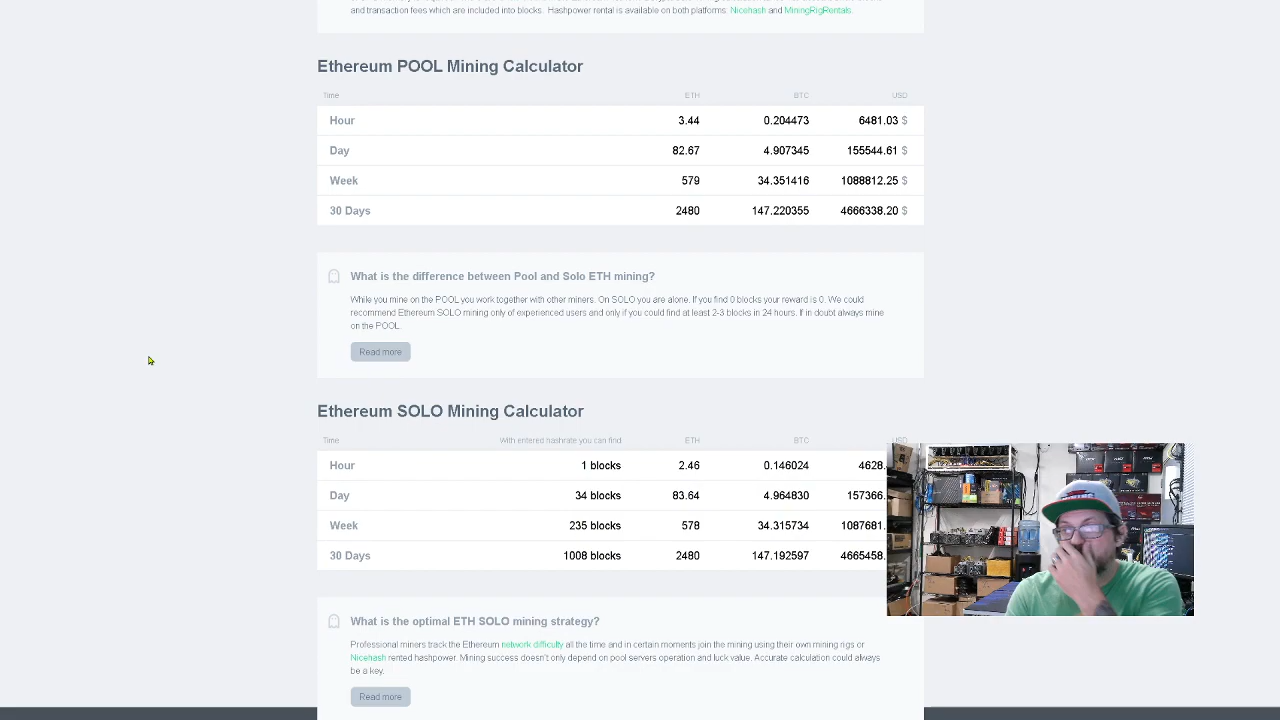 and transaction fees which are included into blocks . Hashpower rental is available on both platforms: Nicehash and MiningRigRentals.
Ethereum POOL Mining Calculator
Time ETH BTC USD
Hour 3.44 0.204473 6481.03 $
Day 82.67 4.907345 155544.61 $
Week 579 34.351416 1088812.25 $
30 Days 2480 147.220355 4666338.20 $
What is the difference between Pool and Solo ETH mining?
While you mine on the POOL you work together with other miners. On SOLO you are alone. If you find 0 blocks your reward is 0. We could
recommend Ethereum SOLO mining only of experienced users and only if you could find at least 2-3 blocks in 24 hours. If in doubt always mine
on the POOL.
Read more
Ethereum SOLO Mining Calculator
Time With entered hashrate you can find ETH BTC USD
Hour 1 blocks 2.46 0.146024 4628.
Day 34 blocks 83.64 4.964830 157366.
Week 235 blocks 578 34.315734 1087681.
30 Days 1008 blocks 2480 147.192597 4665458.
What is the optimal ETH SOLO mining strategy?
Professional miners track the Ethereum network difficulty all the time and in certain moments join the mining using their own mining rigs or
Nicehash rented hashpower. Mining success doesn't only depend on pool servers operation and luck value. Accurate calculation could always
be a key.
Read more